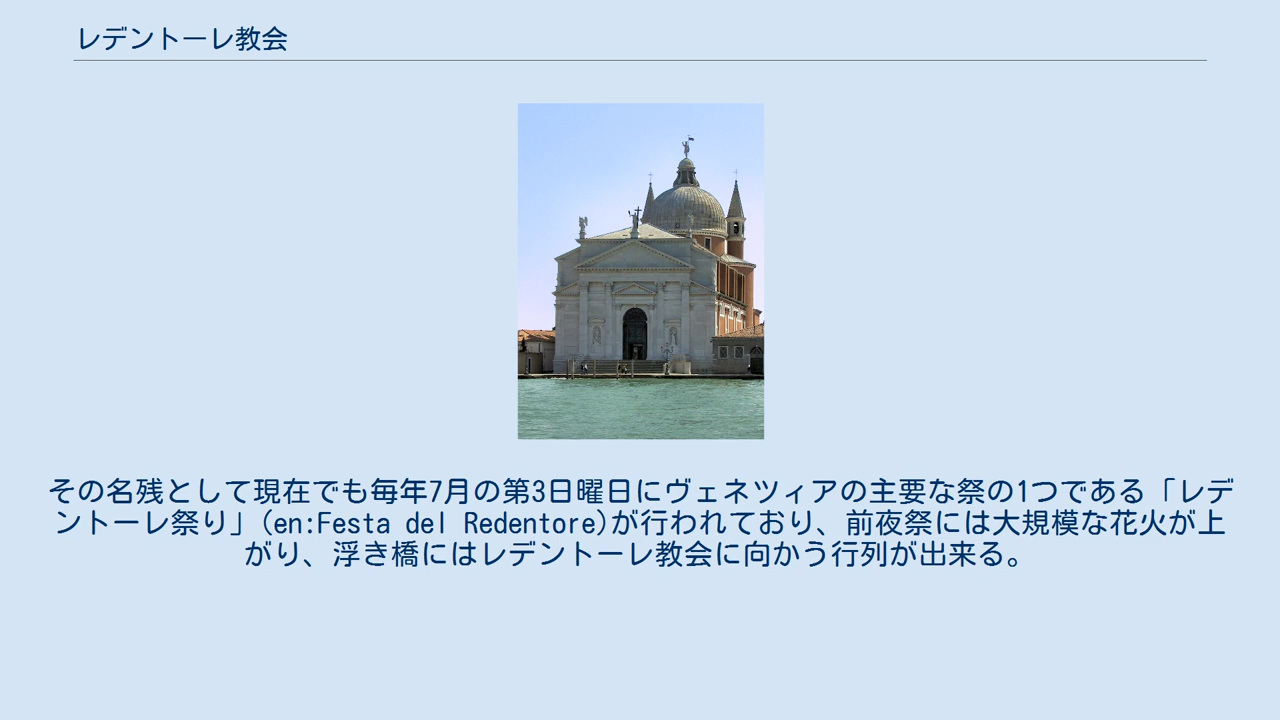 レデントーレ教会
その名残として現在でも毎年7月の第3日曜日にヴェネツィアの主要な祭の1つである「レデ
ントーレ祭り」(en:Festa del Redentore)が行われており、前夜祭には大規模な花火が上
がり、浮き橋にはレデントーレ教会に向かう行列が出来る。